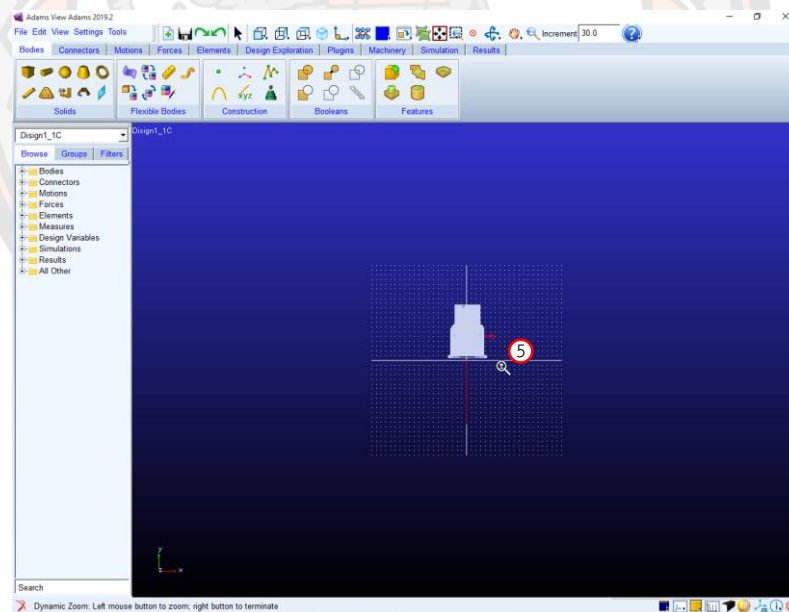 Adams View Adams 2019.2
File Edit View Settings Tools
Increment 30.0
Bodies Connectors Motions Forces Elements Design Exploration Plugins Machinery Simulation Results
Solids Flexible Bodies Construction Booleans Features
.Disign1_1C
Disign1_1C
Browse Groups Filters
Bodies
Connectors
Motions
Forces
Elements
Measures
Design Variables
Simulations
Results
All Other
5
y
x
Search
Dynamic Zoom: Left mouse button to zoom; right button to terminate